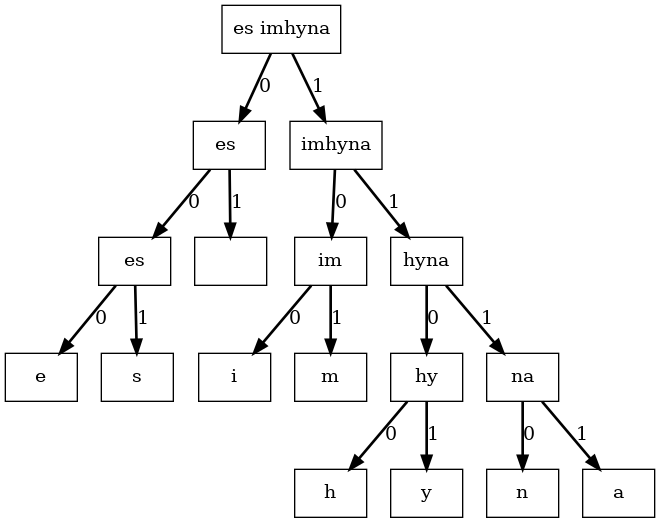 es imhyna
0 1
es imhyna
0 1 0 1
es im hyna
0 1 0 1 0 1
e s i m hy na
0 1 0 1
h y n a